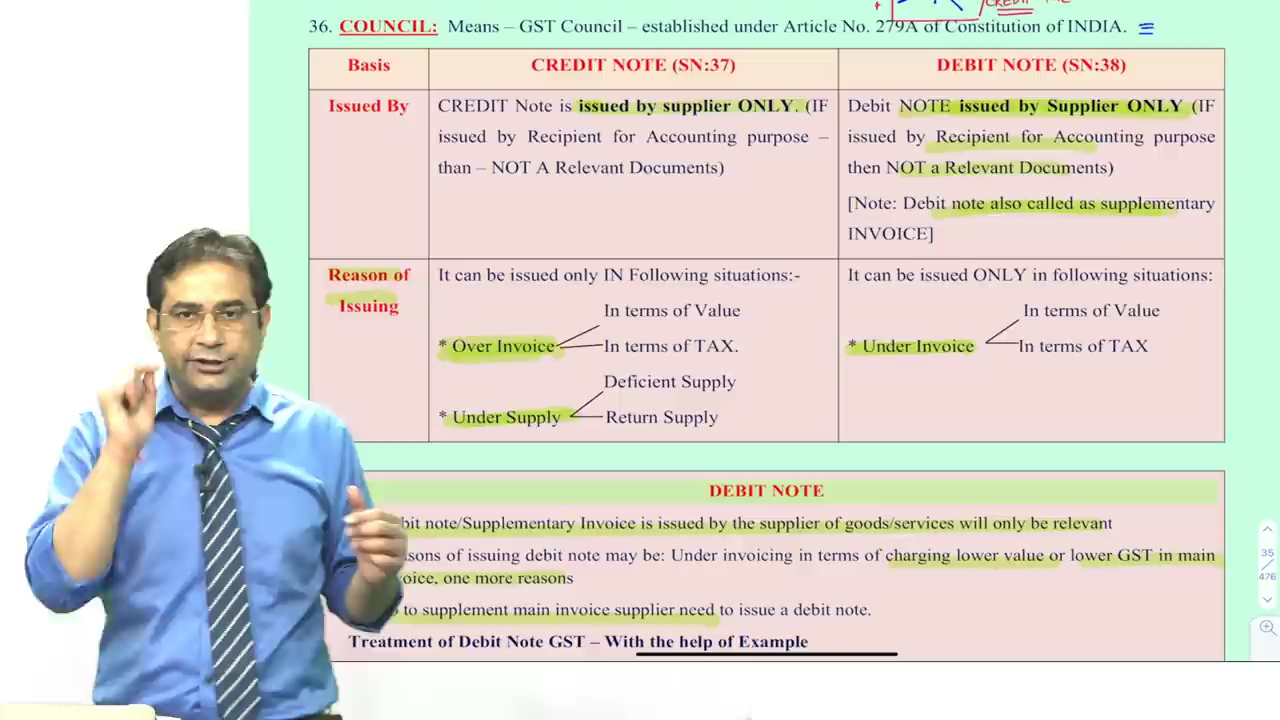 CREDIT
36. COUNCIL: Means – GST Council – established under Article No. 279A of Constitution of INDIA.
Basis
CREDIT NOTE (SN:37)
DEBIT NOTE (SN:38)
Issued By
CREDIT Note is issued by supplier ONLY. (IF
issued by Recipient for Accounting purpose –
than – NOT A Relevant Documents)
Debit NOTE issued by Supplier ONLY (IF
issued by Recipient for Accounting purpose
then NOT a Relevant Documents)
[Note: Debit note also called as supplementary
INVOICE]
Reason of
Issuing
It can be issued only IN Following situations:-
In terms of Value
* Over Invoice
In terms of TAX.
Deficient Supply
* Under Supply
Return Supply
It can be issued ONLY in following situations:
In terms of Value
* Under Invoice
In terms of TAX
DEBIT NOTE
bit note/Supplementary Invoice is issued by the supplier of goods/services will only be relevant
sons of issuing debit note may be: Under invoicing in terms of charging lower value or lower GST in main
oice, one more reasons
to supplement main invoice supplier need to issue a debit note.
Treatment of Debit Note GST – With the help of Example
35
476